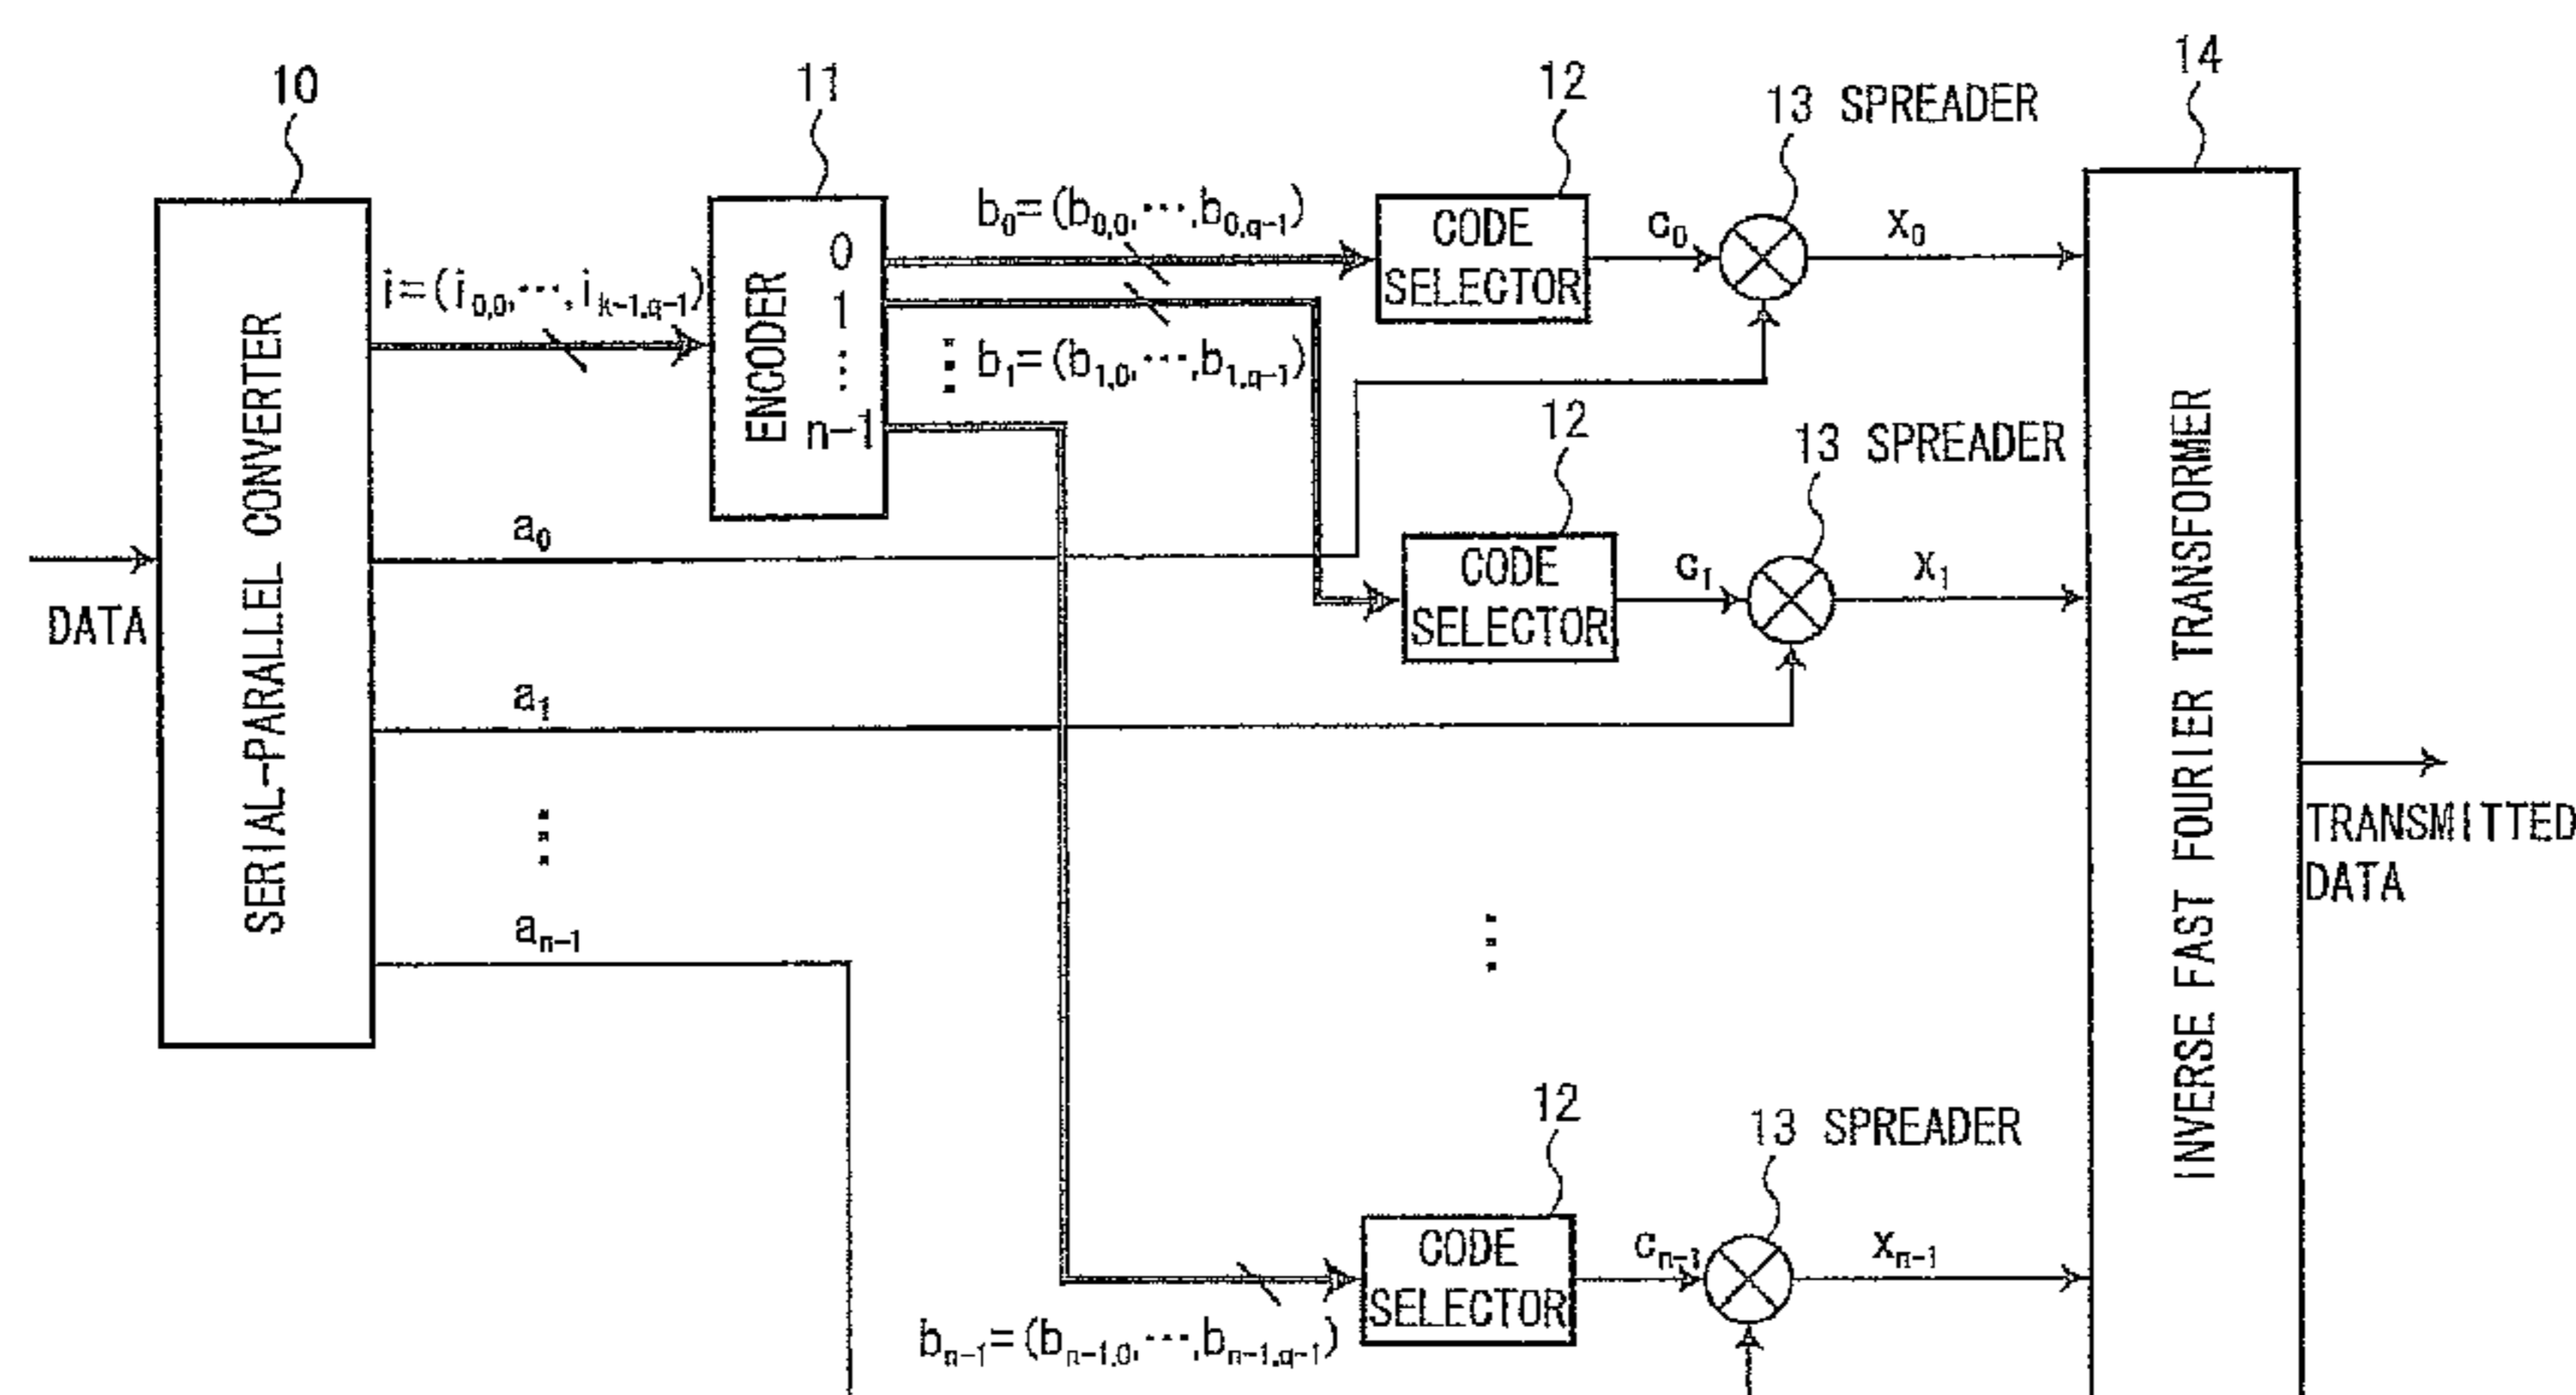 10
11
12
13 SPREADER
14
SERIAL-PARALLEL CONVERTER
i=(i0,0,⋯,ik-1,q-1)
ENCODER
0
1
⋮
n-1
b0=(b0,0,⋯,b0,q-1)
b1=(b1,0,⋯,b1,q-1)
CODE
SELECTOR
c0
x0
12
13 SPREADER
CODE
SELECTOR
c1
x1
a0
DATA
a1
⋮
an-1
⋮
INVERSE FAST FOURIER TRANSFORMER
TRANSMITTED
DATA
12
13 SPREADER
CODE
SELECTOR
cn-1
xn-1
bn-1=(bn-1,0,⋯,bn-1,q-1)